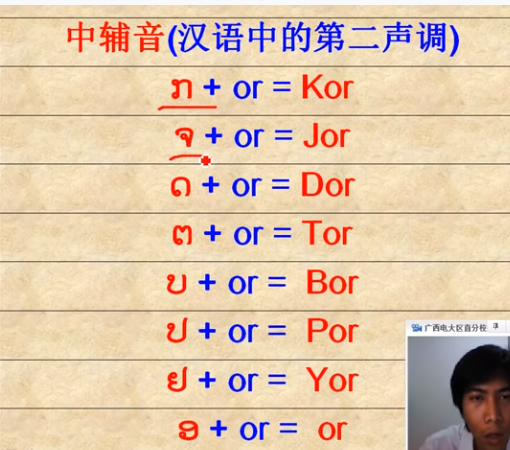 中辅音(汉语中的第二声调)
ກ + or = Kor
ຈ + or = Jor
ດ + or = Dor
ຕ + or = Tor
ບ + or = Bor
ປ + or = Por
ຢ + or = Yor
ອ + or = or
广西电大区直分校